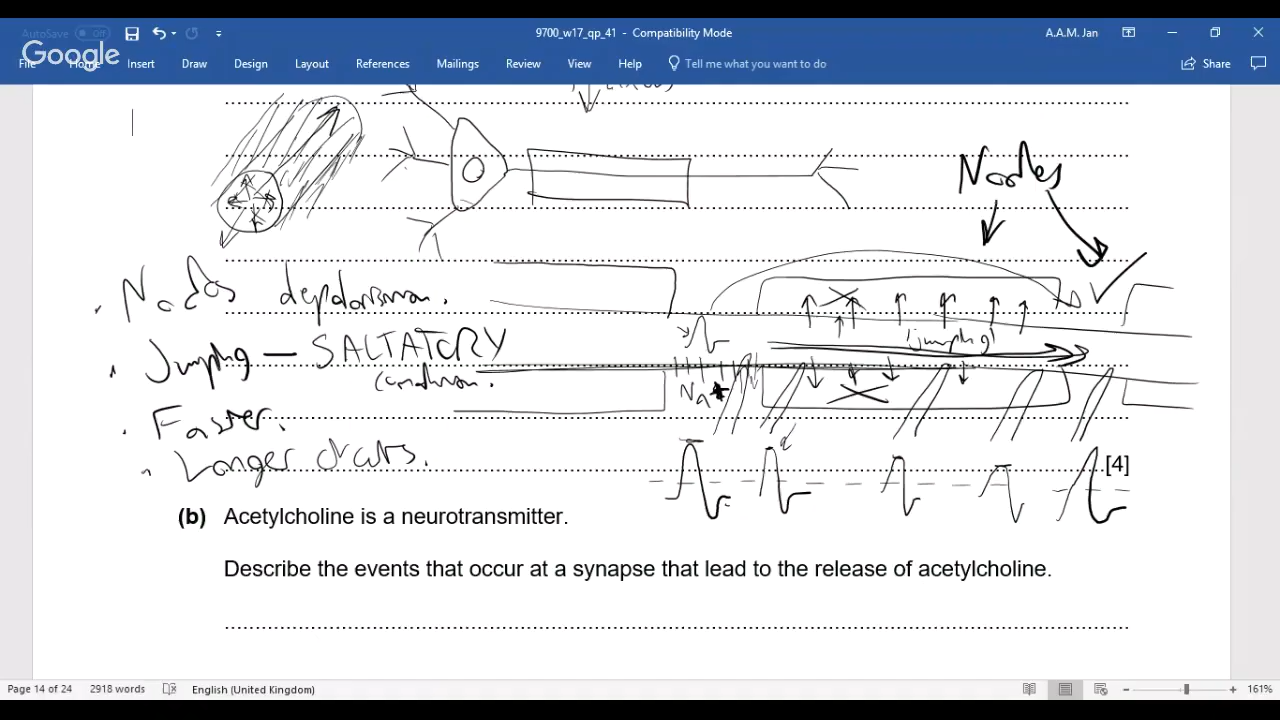 AutoSave Off
9700_w17_qp_41 - Compatibility Mode
A.A.M. Jan
Google
File Home Insert Draw Design Layout References Mailings Review View Help Tell me what you want to do
Share
Nodes
Nodes
Jumping — SALTATORY
(jumping)
Na+
Faster.
Longer
[4]
(b) Acetylcholine is a neurotransmitter.
Describe the events that occur at a synapse that lead to the release of acetylcholine.
Page 14 of 24 2918 words English (United Kingdom)
161%